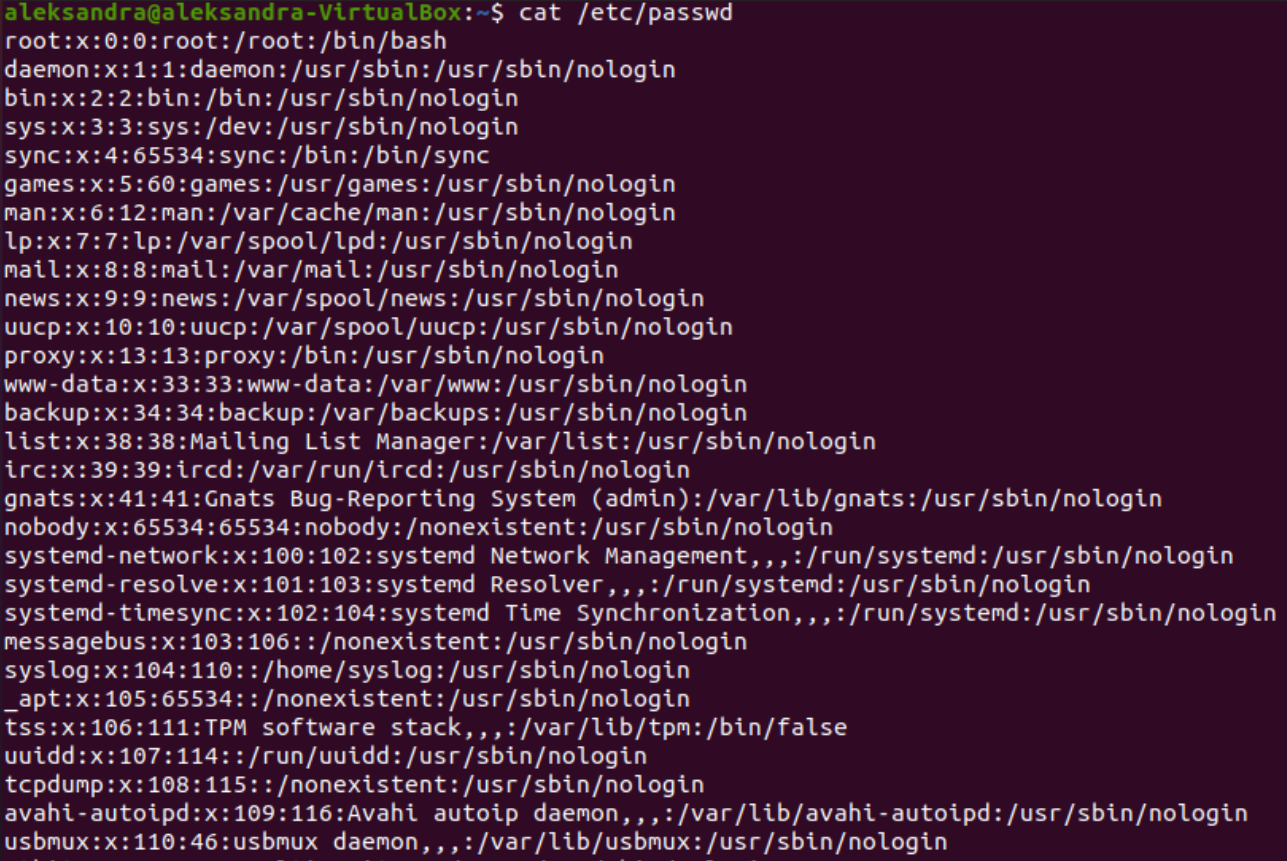 aleksandra@aleksandra-VirtualBox:~$ cat /etc/passwd
root:x:0:0:root:/root:/bin/bash
daemon:x:1:1:daemon:/usr/sbin:/usr/sbin/nologin
bin:x:2:2:bin:/bin:/usr/sbin/nologin
sys:x:3:3:sys:/dev:/usr/sbin/nologin
sync:x:4:65534:sync:/bin:/bin/sync
games:x:5:60:games:/usr/games:/usr/sbin/nologin
man:x:6:12:man:/var/cache/man:/usr/sbin/nologin
lp:x:7:7:lp:/var/spool/lpd:/usr/sbin/nologin
mail:x:8:8:mail:/var/mail:/usr/sbin/nologin
news:x:9:9:news:/var/spool/news:/usr/sbin/nologin
uucp:x:10:10:uucp:/var/spool/uucp:/usr/sbin/nologin
proxy:x:13:13:proxy:/bin:/usr/sbin/nologin
www-data:x:33:33:www-data:/var/www:/usr/sbin/nologin
backup:x:34:34:backup:/var/backups:/usr/sbin/nologin
list:x:38:38:Mailing List Manager:/var/list:/usr/sbin/nologin
irc:x:39:39:ircd:/var/run/ircd:/usr/sbin/nologin
gnats:x:41:41:Gnats Bug-Reporting System (admin):/var/lib/gnats:/usr/sbin/nologin
nobody:x:65534:65534:nobody:/nonexistent:/usr/sbin/nologin
systemd-network:x:100:102:systemd Network Management,,,:/run/systemd:/usr/sbin/nologin
systemd-resolve:x:101:103:systemd Resolver,,,:/run/systemd:/usr/sbin/nologin
systemd-timesync:x:102:104:systemd Time Synchronization,,,:/run/systemd:/usr/sbin/nologin
messagebus:x:103:106::/nonexistent:/usr/sbin/nologin
syslog:x:104:110::/home/syslog:/usr/sbin/nologin
_apt:x:105:65534::/nonexistent:/usr/sbin/nologin
tss:x:106:111:TPM software stack,,,:/var/lib/tpm:/bin/false
uuidd:x:107:114::/run/uuidd:/usr/sbin/nologin
tcpdump:x:108:115::/nonexistent:/usr/sbin/nologin
avahi-autoipd:x:109:116:Avahi autoip daemon,,,:/var/lib/avahi-autoipd:/usr/sbin/nologin
usbmux:x:110:46:usbmux daemon,,,:/var/lib/usbmux:/usr/sbin/nologin